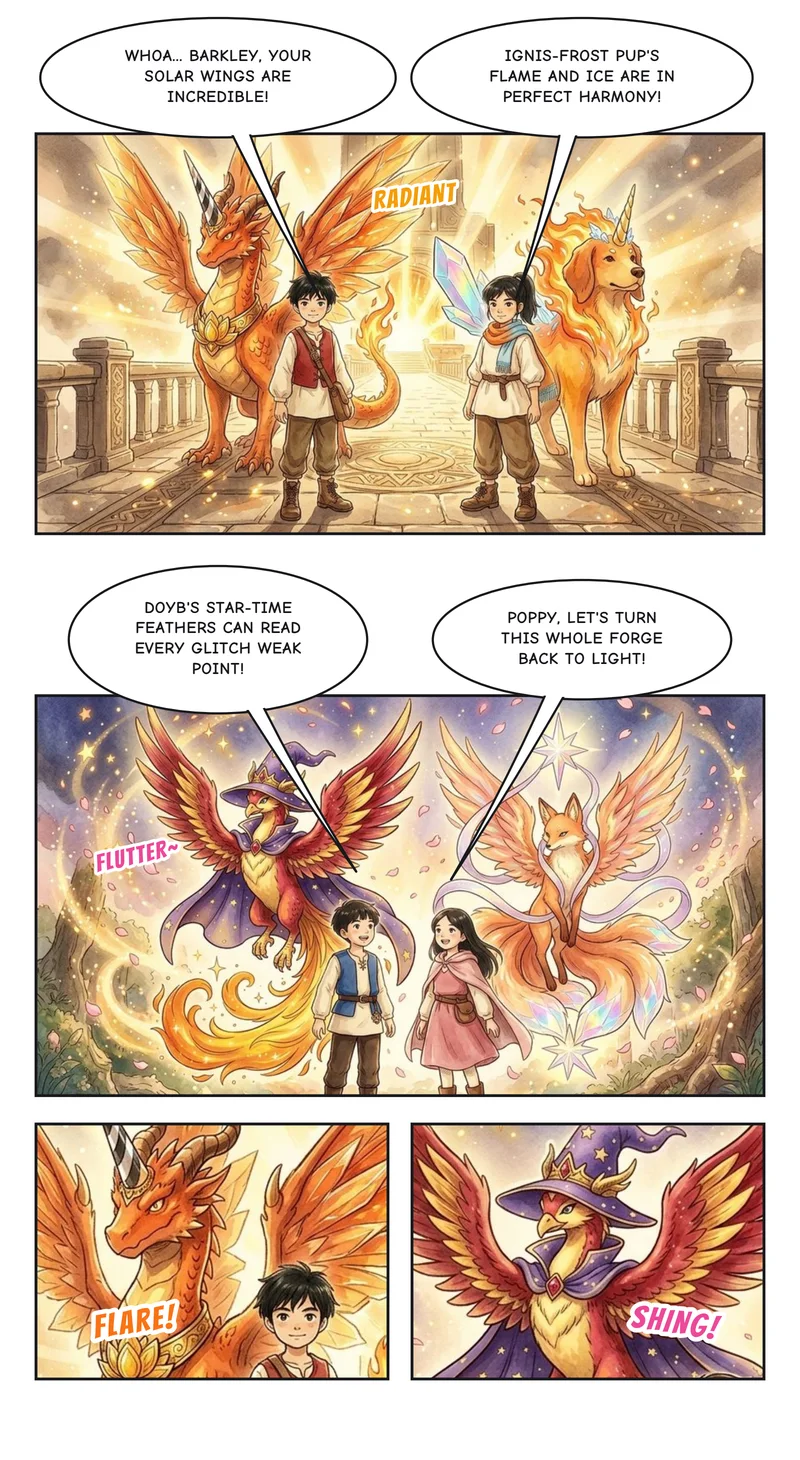 WHOA... BARKLEY, YOUR
SOLAR WINGS ARE
INCREDIBLE!
IGNIS-FROST PUP'S
FLAME AND ICE ARE IN
PERFECT HARMONY!
RADIANT
DOYB'S STAR-TIME
FEATHERS CAN READ
EVERY GLITCH WEAK
POINT!
POPPY, LET'S TURN
THIS WHOLE FORGE
BACK TO LIGHT!
FLUTTER~
FLARE!
SHING!